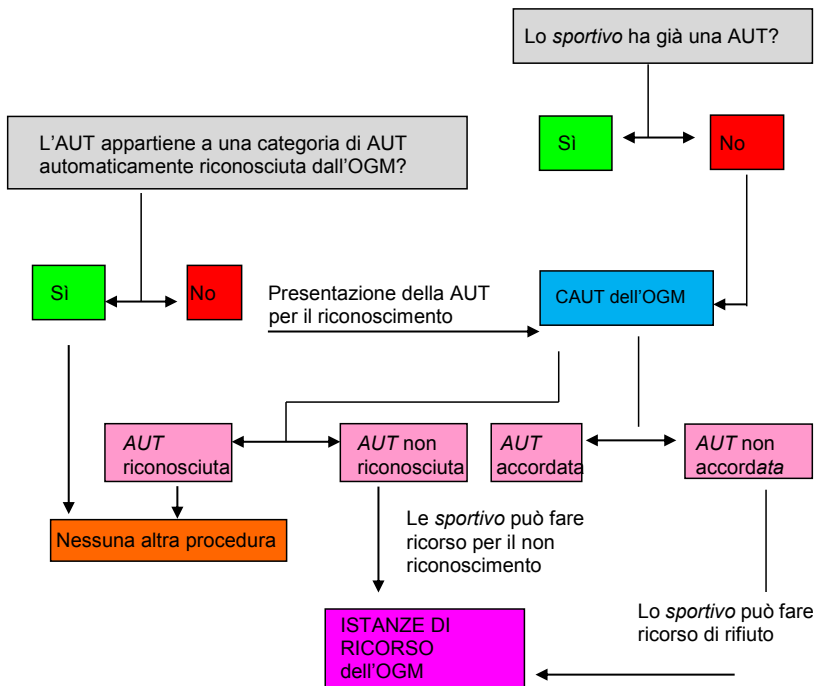 Lo sportivo ha già una AUT?
Sì
No
L'AUT appartiene a una categoria di AUT
automaticamente riconosciuta dall'OGM?
Sì
No
Presentazione della AUT
per il riconoscimento
CAUT dell'OGM
AUT
riconosciuta
AUT non
riconosciuta
AUT
accordata
AUT non
accordata
Nessuna altra procedura
Le sportivo può fare
ricorso per il non
riconoscimento
Lo sportivo può fare
ricorso di rifiuto
ISTANZE DI
RICORSO
dell'OGM